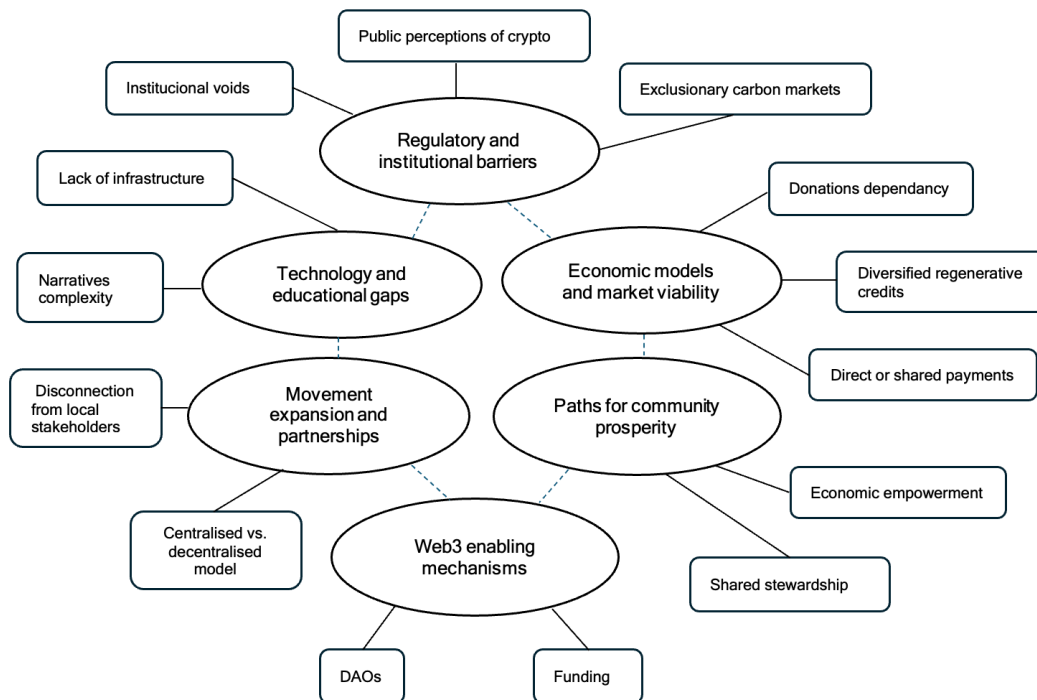 Public perceptions of crypto
Institucional voids
Exclusionary carbon markets
Regulatory and
institutional barriers
Lack of infrastructure
Donations dependancy
Narratives
complexity
Technology and
educational gaps
Economic models
and market viability
Diversified regenerative
credits
Disconnection
from local
stakeholders
Movement
expansion and
partnerships
Paths for community
prosperity
Direct or shared payments
Economic empowerment
Centralised vs.
decentralised
model
Web3 enabling
mechanisms
Shared stewardship
DAOs
Funding